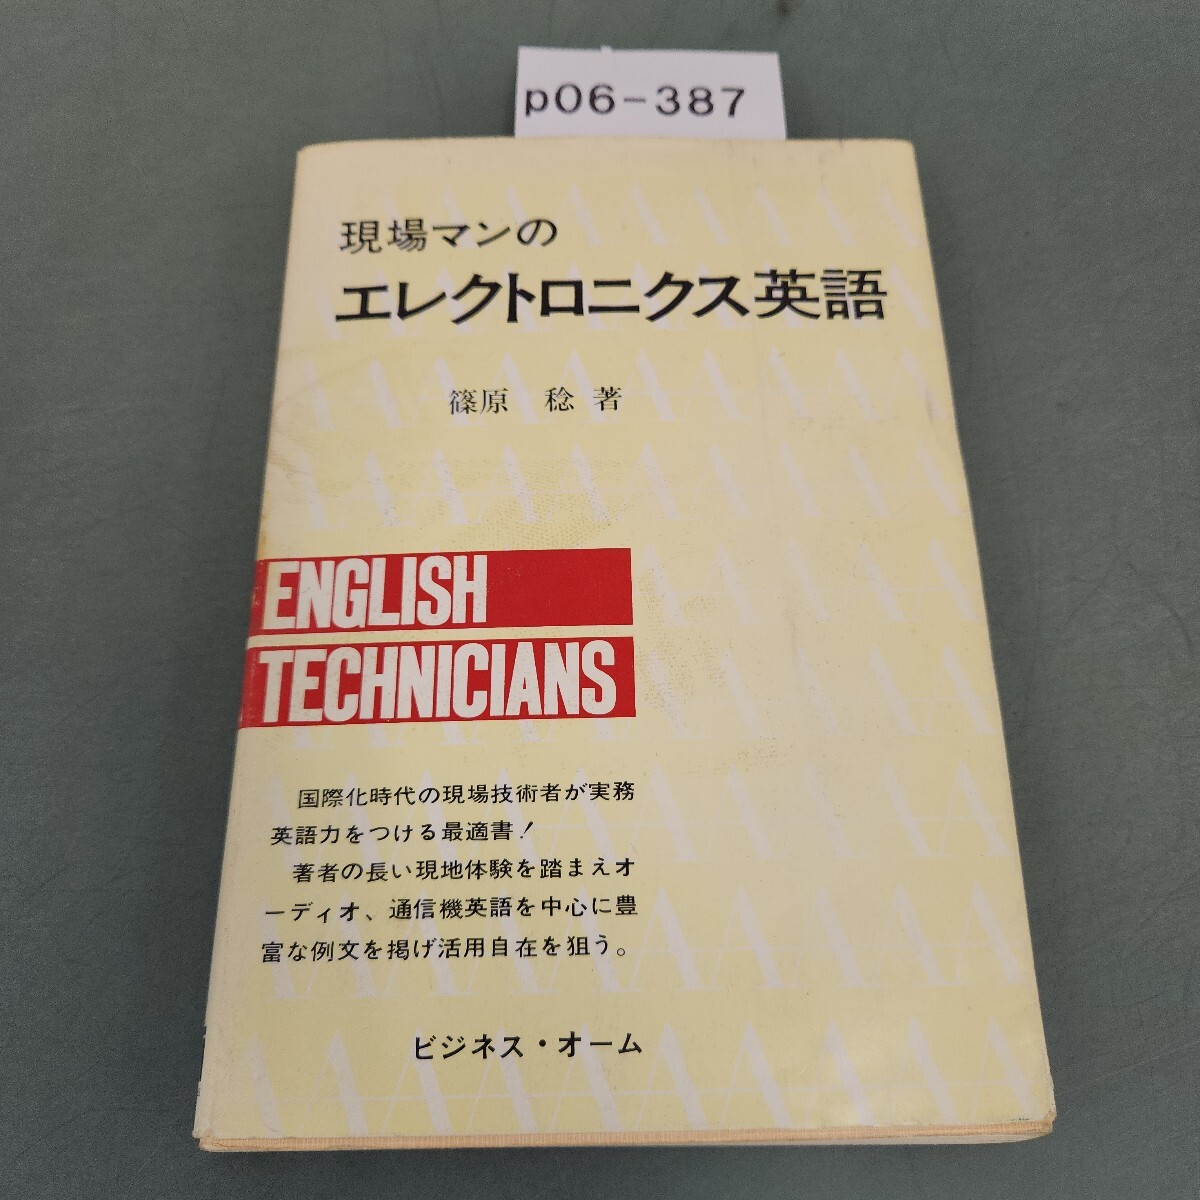 p06-387
現場マンの
エレクトロニクス英語
篠原 稔 著
ENGLISH
TECHNICIANS
国際化時代の現場技術者が実務
英語力をつける最適書!
著者の長い現地体験を踏まえオ
ーディオ、通信機英語を中心に豊
富な例文を掲げ活用自在を狙う。
ビジネス・オーム